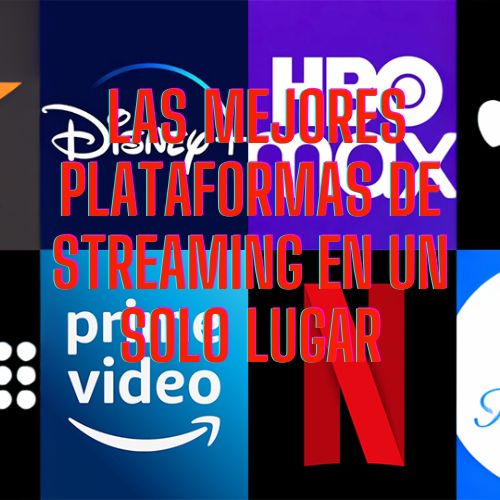 DISNEY+
HBO
max
LAS MEJORES
PLATAFORMAS DE
STREAMING EN UN
SOLO LUGAR
prime
video
N